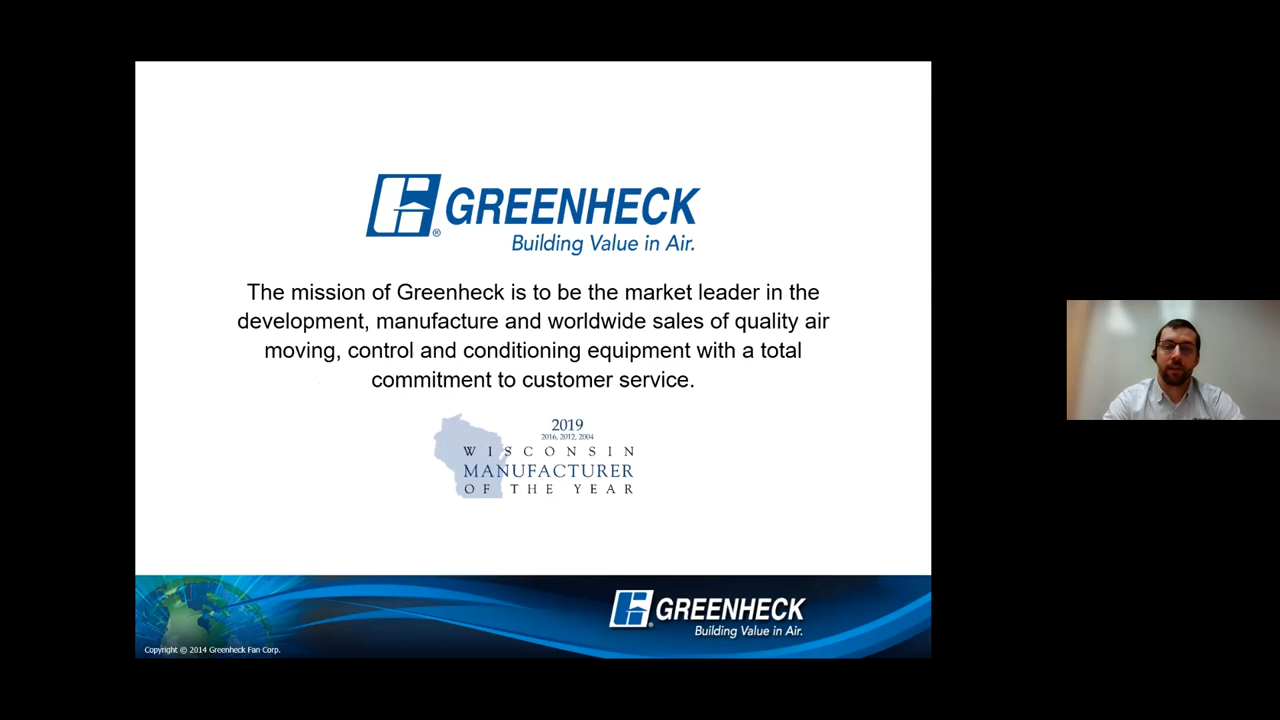 GREENHECK
®
Building Value in Air.
The mission of Greenheck is to be the market leader in the
development, manufacture and worldwide sales of quality air
moving, control and conditioning equipment with a total
commitment to customer service.
2019
2016, 2012, 2004
WISCONSIN
MANUFACTURER
OF THE YEAR
GREENHECK
®
Building Value in Air.
Copyright © 2014 Greenheck Fan Corp.